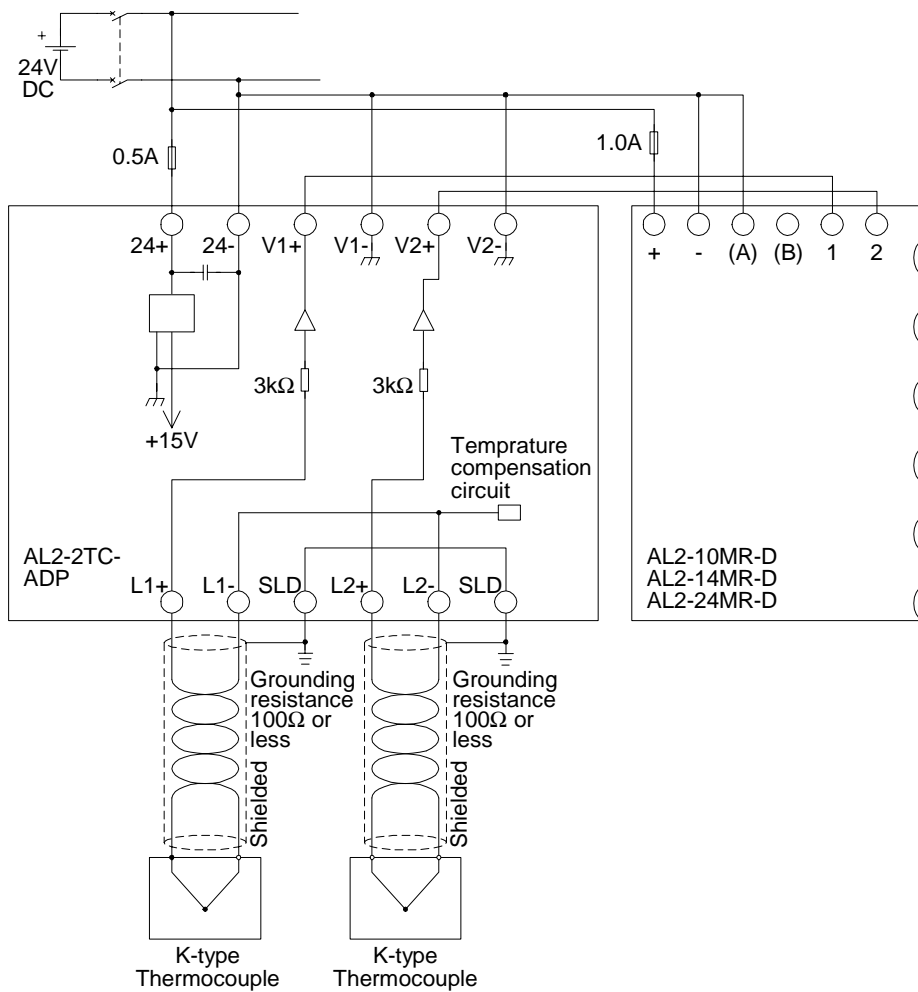 +
24V
DC
0.5A
1.0A
24+
24-
V1+
V1-
V2+
V2-
+
-
(A)
(B)
1
2
3kΩ
3kΩ
+15V
Temprature
compensation
circuit
AL2-2TC-
ADP
L1+
L1-
SLD
L2+
L2-
SLD
AL2-10MR-D
AL2-14MR-D
AL2-24MR-D
Grounding
resistance
100Ω or
less
Shielded
Grounding
resistance
100Ω or
less
Shielded
K-type
Thermocouple
K-type
Thermocouple